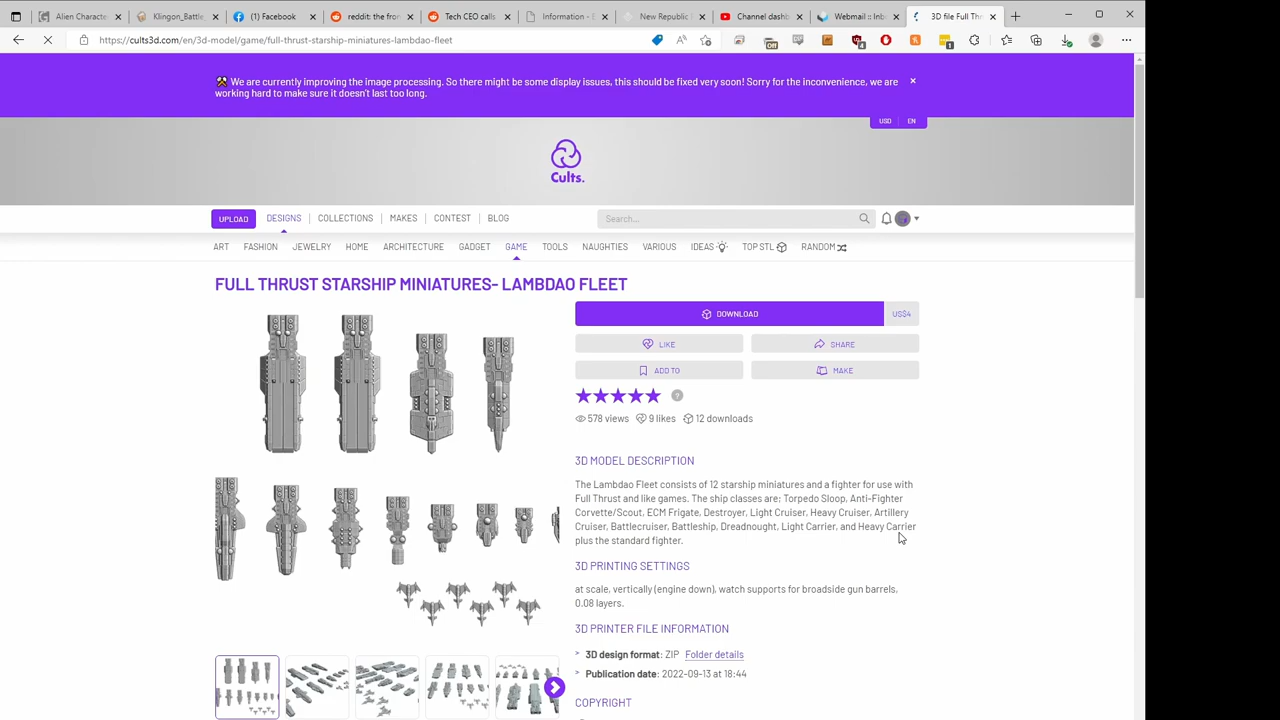 Alien Characte
Klingon_Battle_
(1) Facebook
reddit: the fron
Tech CEO calls
Information - E
New Republic
Channel dashb
Webmail :: Inb
3D file Full Thr
https://cults3d.com/en/3d-model/game/full-thrust-starship-miniatures-lambdao-fleet
We are currently improving the image processing. So there might be some display issues, this should be fixed very soon! Sorry for the inconvenience, we are
working hard to make sure it doesn't last too long.
USD EN
Cults.
UPLOAD DESIGNS COLLECTIONS MAKES CONTEST BLOG Search...
ART FASHION JEWELRY HOME ARCHITECTURE GADGET GAME TOOLS NAUGHTIES VARIOUS IDEAS TOP STL RANDOM
FULL THRUST STARSHIP MINIATURES- LAMBDAO FLEET
DOWNLOAD US$4
LIKE SHARE
ADD TO MAKE
?
578 views 9 likes 12 downloads
3D MODEL DESCRIPTION
The Lambdao Fleet consists of 12 starship miniatures and a fighter for use with
Full Thrust and like games. The ship classes are; Torpedo Sloop, Anti-Fighter
Corvette/Scout, ECM Frigate, Destroyer, Light Cruiser, Heavy Cruiser, Artillery
Cruiser, Battlecruiser, Battleship, Dreadnought, Light Carrier, and Heavy Carrier
plus the standard fighter.
3D PRINTING SETTINGS
at scale, vertically (engine down), watch supports for broadside gun barrels,
0.08 layers.
3D PRINTER FILE INFORMATION
> 3D design format: ZIP Folder details
> Publication date: 2022-09-13 at 18:44
COPYRIGHT